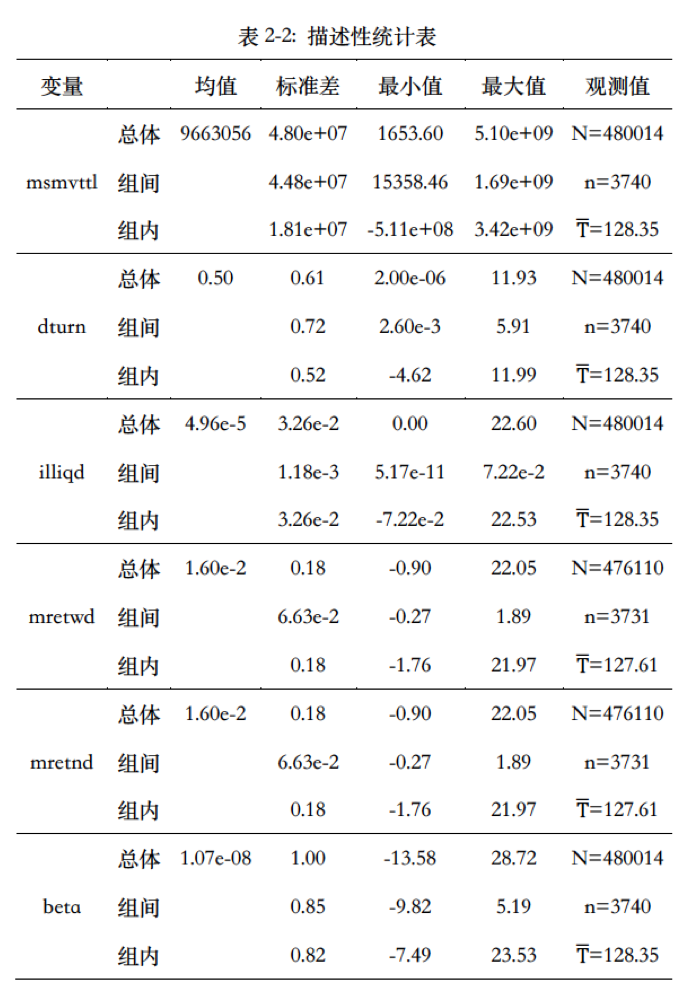 表 2-2: 描述性统计表
变量 均值 标准差 最小值 最大值 观测值
总体 9663056 4.80e+07 1653.60 5.10e+09 N=480014
msmvttl 组间 4.48e+07 15358.46 1.69e+09 n=3740
组内 1.81e+07 -5.11e+08 3.42e+09 T̅=128.35
总体 0.50 0.61 2.00e-06 11.93 N=480014
dturn 组间 0.72 2.60e-3 5.91 n=3740
组内 0.52 -4.62 11.99 T̅=128.35
总体 4.96e-5 3.26e-2 0.00 22.60 N=480014
illiqd 组间 1.18e-3 5.17e-11 7.22e-2 n=3740
组内 3.26e-2 -7.22e-2 22.53 T̅=128.35
总体 1.60e-2 0.18 -0.90 22.05 N=476110
mretwd 组间 6.63e-2 -0.27 1.89 n=3731
组内 0.18 -1.76 21.97 T̅=127.61
总体 1.60e-2 0.18 -0.90 22.05 N=476110
mretnd 组间 6.63e-2 -0.27 1.89 n=3731
组内 0.18 -1.76 21.97 T̅=127.61
总体 1.07e-08 1.00 -13.58 28.72 N=480014
beta 组间 0.85 -9.82 5.19 n=3740
组内 0.82 -7.49 23.53 T̅=128.35